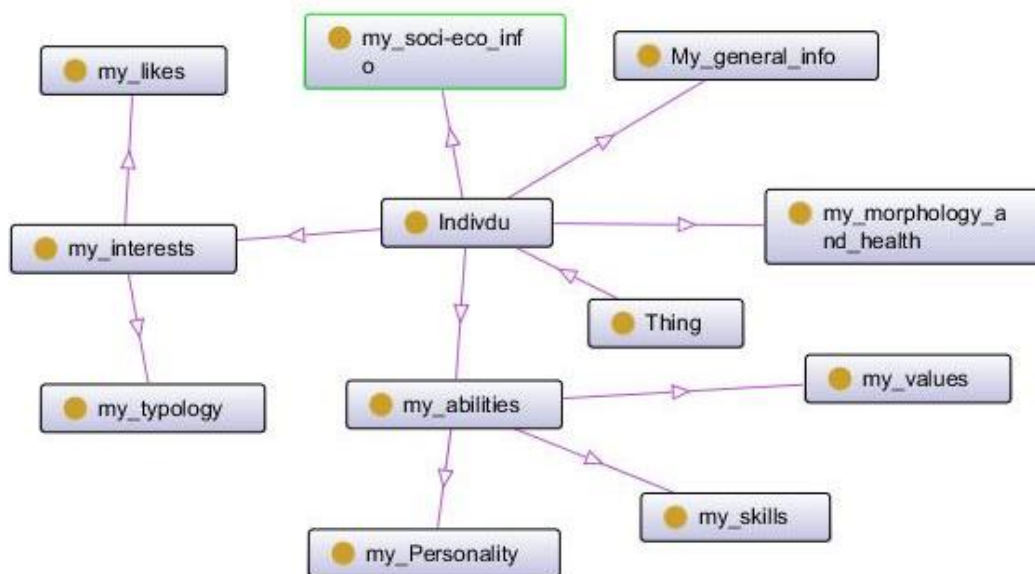 my_soci-eco_inf
o
My_general_info
my_likes
Indivdu
my_morphology_a
nd_health
my_interests
Thing
my_values
my_typology
my_abilities
my_skills
my_Personality